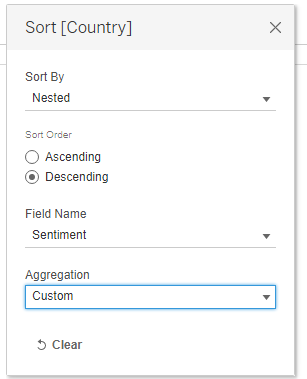 Sort [Country]
Sort By
Nested
Sort Order
Ascending
Descending
Field Name
Sentiment
Aggregation
Custom
Clear